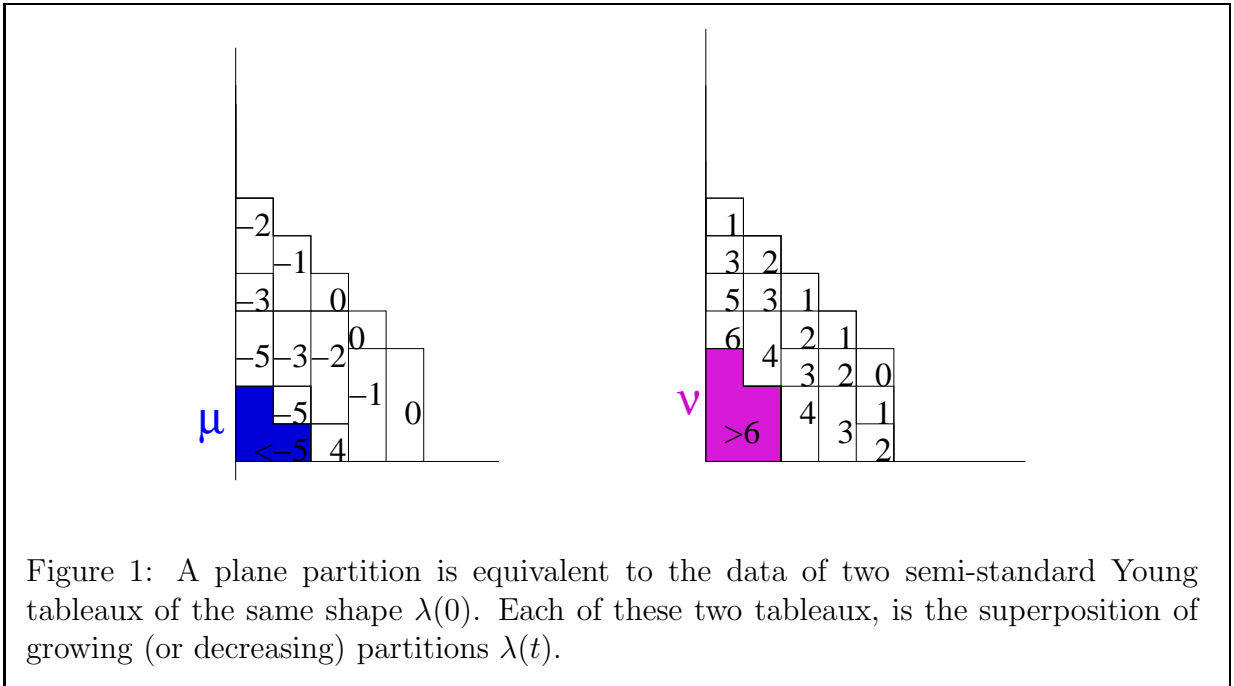 –2
1
–1
3 2
–3 0
5 3 1
0
6 2 1
–5 –3 –2
4
3 2 0
–1
μ
–5
0
ν
4 1
<–5 4
>6
3
2
Figure 1: A plane partition is equivalent to the data of two semi-standard Young
tableaux of the same shape λ(0). Each of these two tableaux, is the superposition of
growing (or decreasing) partitions λ(t).